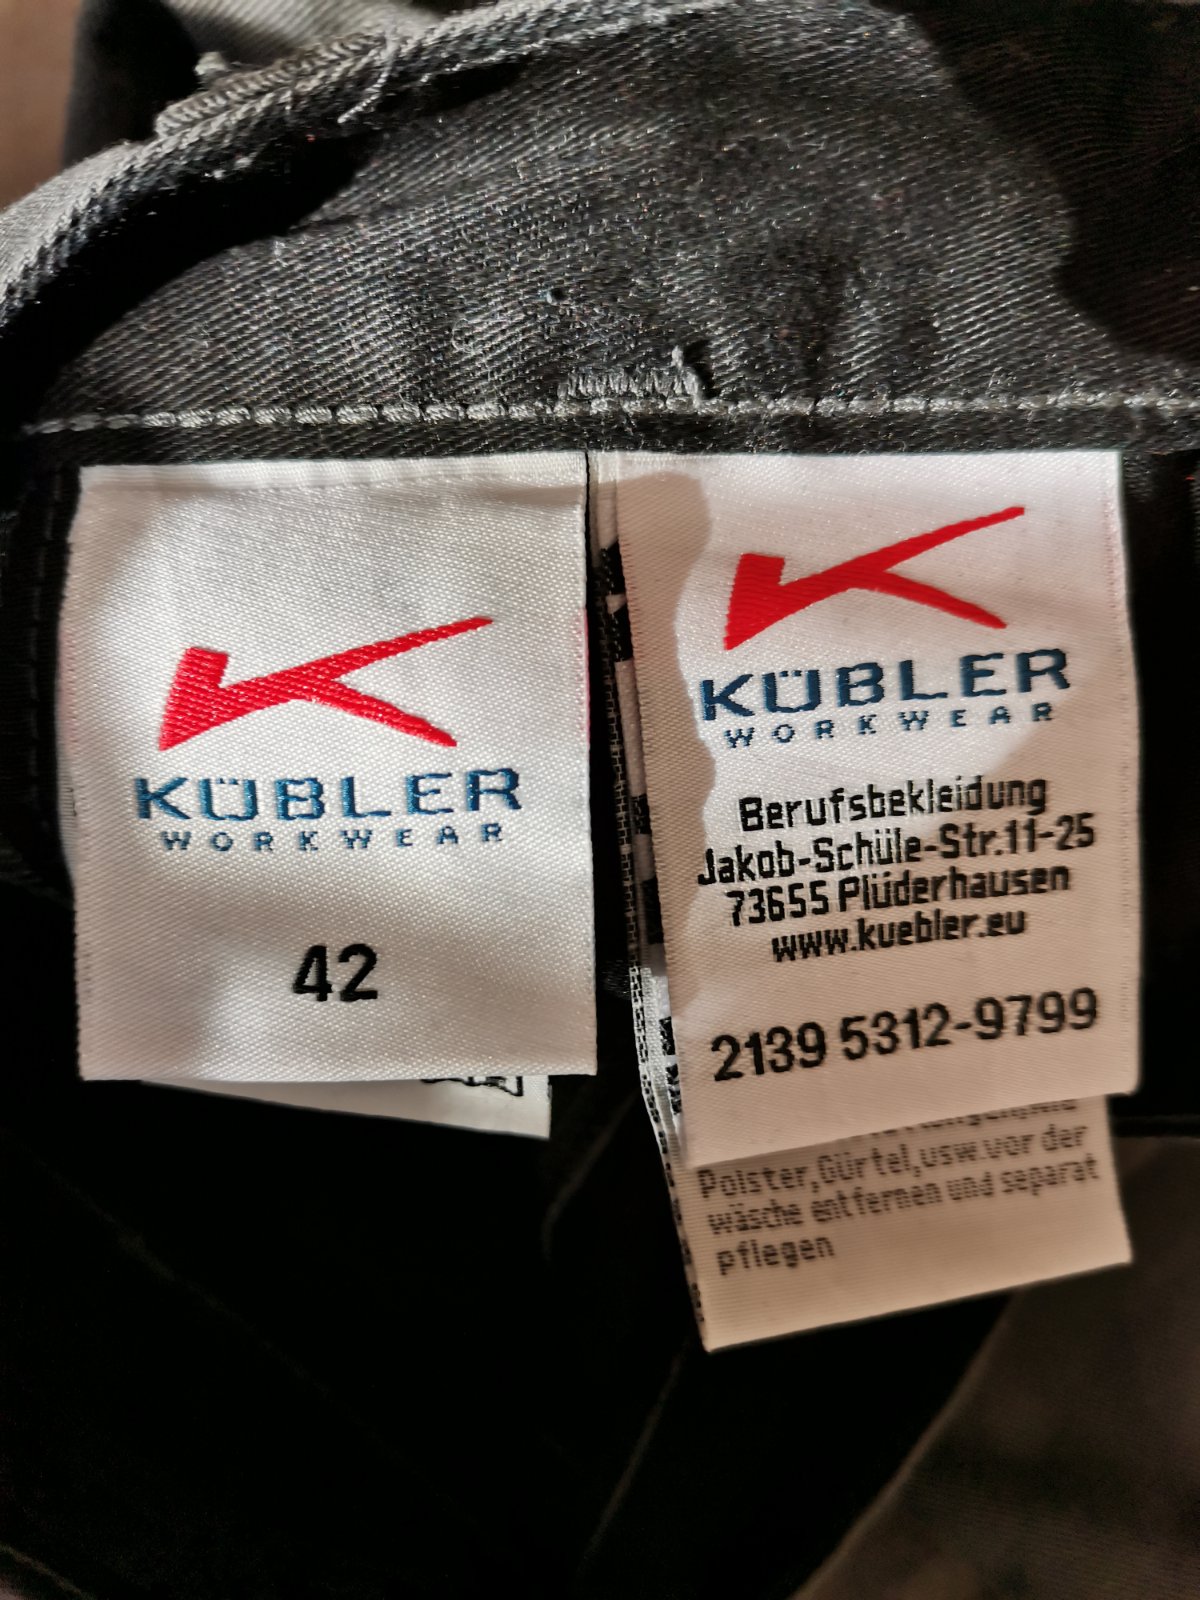 KÜBLER
WORKWEAR
42
KÜBLER
WORKWEAR
Berufsbekleidung
Jakob-Schüle-Str.11-25
73655 Plüderhausen
www.kuebler.eu
2139 5312-9799
Polster,Gürtel,usw.vor der
wäsche entfernen und separat
pflegen